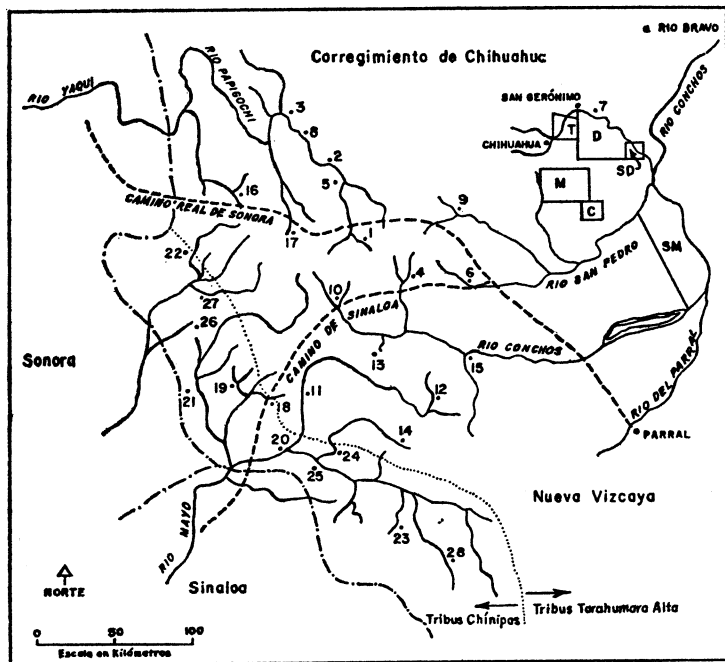 a RIO BRAVO
Corregimiento de Chihuahua
RIO YAQUI
RIO PAPIGOCHI
RIO CONCHOS
SAN GERÓNIMO
7
3
8
T
D
CHIHUAHUA
2
SD
5
M
16
9
C
CAMINO REAL DE SONORA
17
1
22
SM
4
6
RIO SAN PEDRO
27
10
CAMINO DE SINALOA
26
RIO CONCHOS
13
15
Sonora
19
11
12
21
18
RIO DEL PARRAL
14
20
PARRAL
24
25
Nueva Vizcaya
RIO MAYO
23
28
NORTE
Sinaloa
Tribus Chínipas
Tribus Tarahumara Alta
0 50 100
Escala en Kilómetros